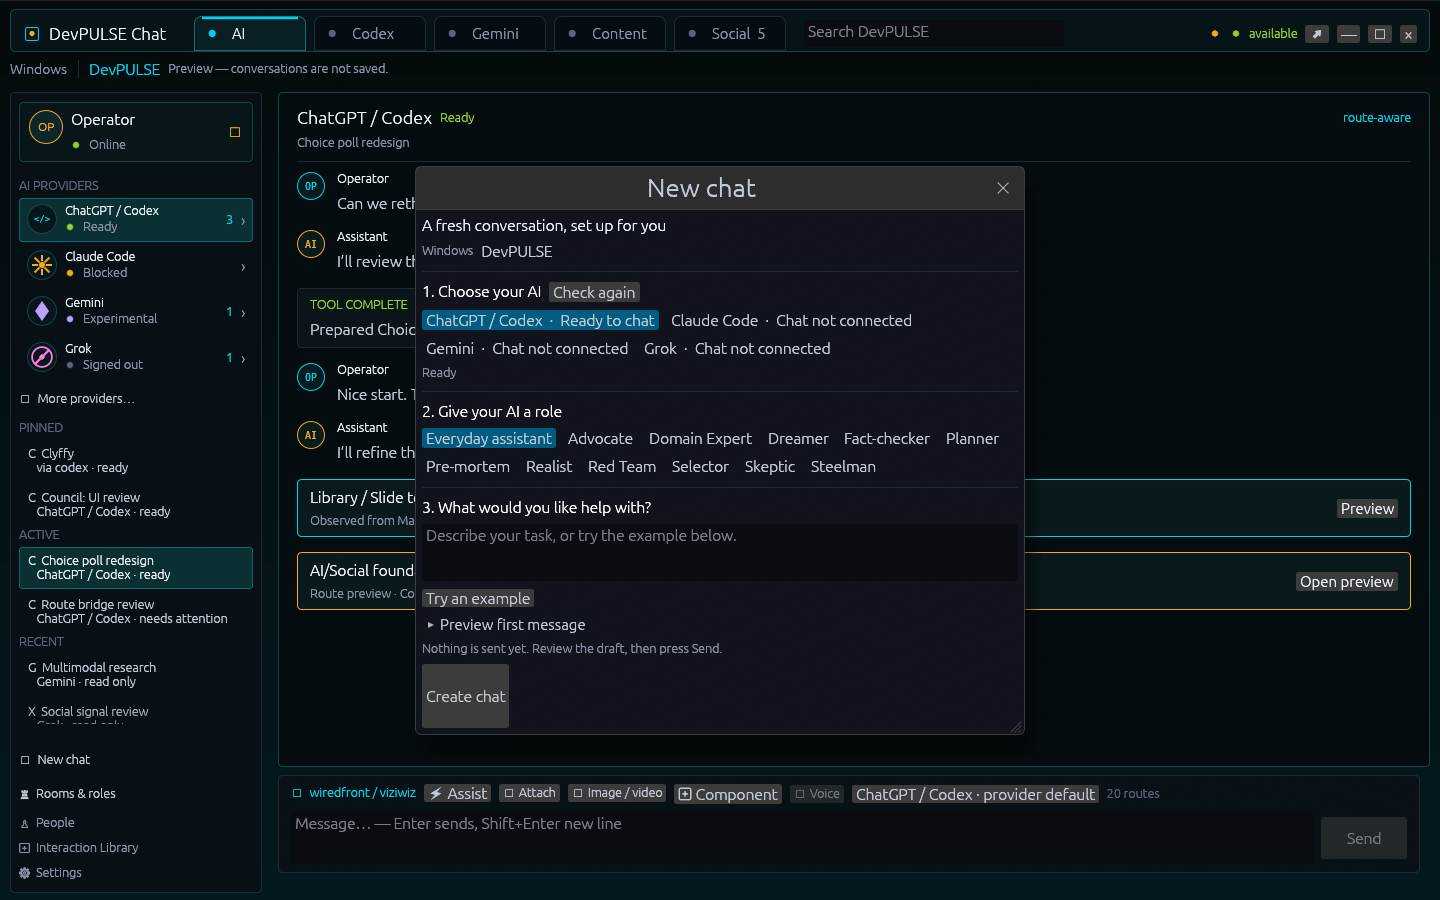 DevPULSE Chat
AI
Codex
Gemini
Content
Social 5
Search DevPULSE
available
x
Windows
DevPULSE
Preview — conversations are not saved.
OP
Operator
Online
AI PROVIDERS
</>
ChatGPT / Codex
Ready
3 ›
Claude Code
Blocked
›
Gemini
Experimental
1 ›
Grok
Signed out
1 ›
More providers…
PINNED
C Clyffy
via codex · ready
C Council: UI review
ChatGPT / Codex · ready
ACTIVE
C Choice poll redesign
ChatGPT / Codex · ready
C Route bridge review
ChatGPT / Codex · needs attention
RECENT
G Multimodal research
Gemini · read only
X Social signal review
Grok · read only
New chat
Rooms & roles
People
Interaction Library
Settings
ChatGPT / Codex Ready
route-aware
Choice poll redesign
OP
Operator
Can we
AI
Assistant
I'll review
TOOL COMPLETE
Prepared
OP
Operator
Nice start.
AI
Assistant
I'll refine
Library / Slide
Observed from
Preview
AI/Social
Route preview ·
Open preview
New chat
A fresh conversation, set up for you
Windows DevPULSE
1. Choose your AI Check again
ChatGPT / Codex · Ready to chat Claude Code · Chat not connected
Gemini · Chat not connected Grok · Chat not connected
Ready
2. Give your AI a role
Everyday assistant Advocate Domain Expert Dreamer Fact-checker Planner
Pre-mortem Realist Red Team Selector Skeptic Steelman
3. What would you like help with?
Describe your task, or try the example below.
Try an example
Preview first message
Nothing is sent yet. Review the draft, then press Send.
Create chat
wiredfront / viziwiz
Assist
Attach
Image / video
Component
Voice
ChatGPT / Codex · provider default
20 routes
Message… — Enter sends, Shift+Enter new line
Send